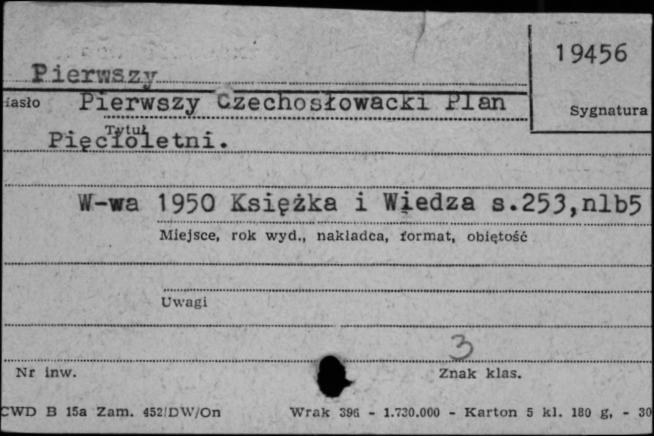 19456
Pierwszy
iasło Pierwszy Czechosłowacki Plan
Sygnatura
Tytuł
Pięcioletni.
W-wa 1950 Książka i Wiedza s.253,nlb5
Miejsce, rok wyd., nakładca, format, objętość
Uwagi
3
Nr inw. Znak klas.
CWD B 15a Zam. 452/DW/On Wrak 396 - 1.730.000 - Karton 5 kl. 180 g, - 30